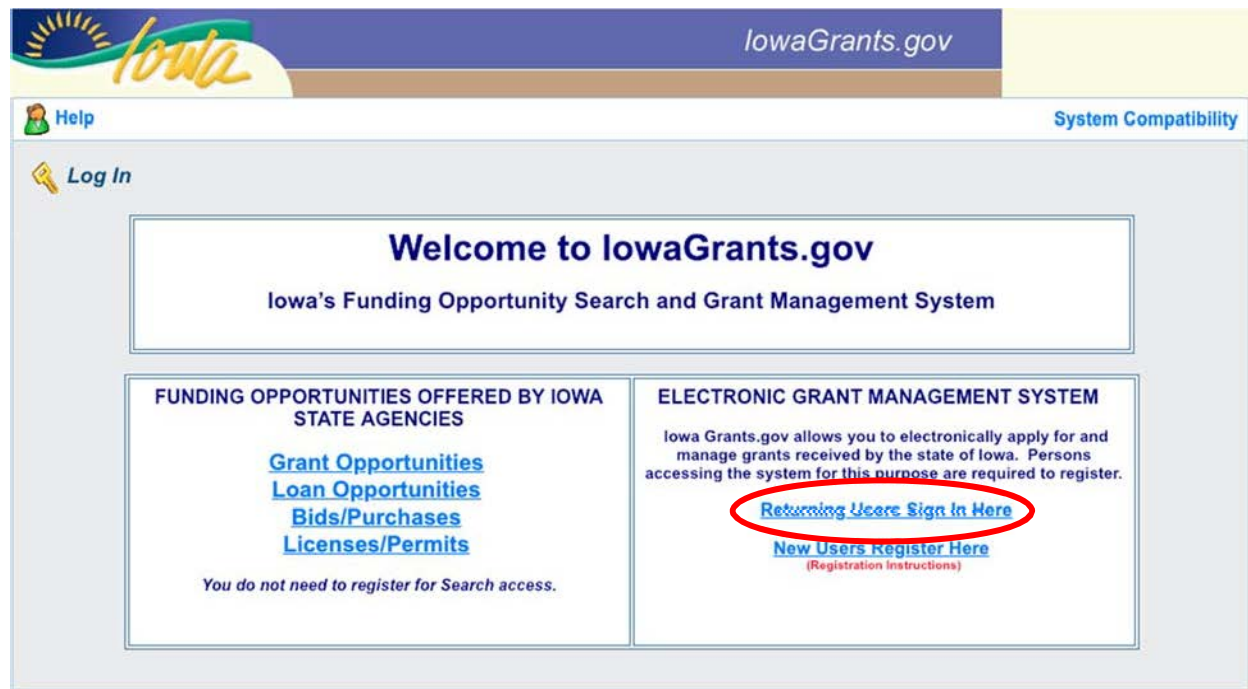 Iowa
IowaGrants.gov
Help
System Compatibility
Log In
Welcome to IowaGrants.gov
Iowa's Funding Opportunity Search and Grant Management System
FUNDING OPPORTUNITIES OFFERED BY IOWA
STATE AGENCIES
Grant Opportunities
Loan Opportunities
Bids/Purchases
Licenses/Permits
You do not need to register for Search access.
ELECTRONIC GRANT MANAGEMENT SYSTEM
Iowa Grants.gov allows you to electronically apply for and
manage grants received by the state of Iowa. Persons
accessing the system for this purpose are required to register.
Returning Users Sign In Here
New Users Register Here
(Registration Instructions)